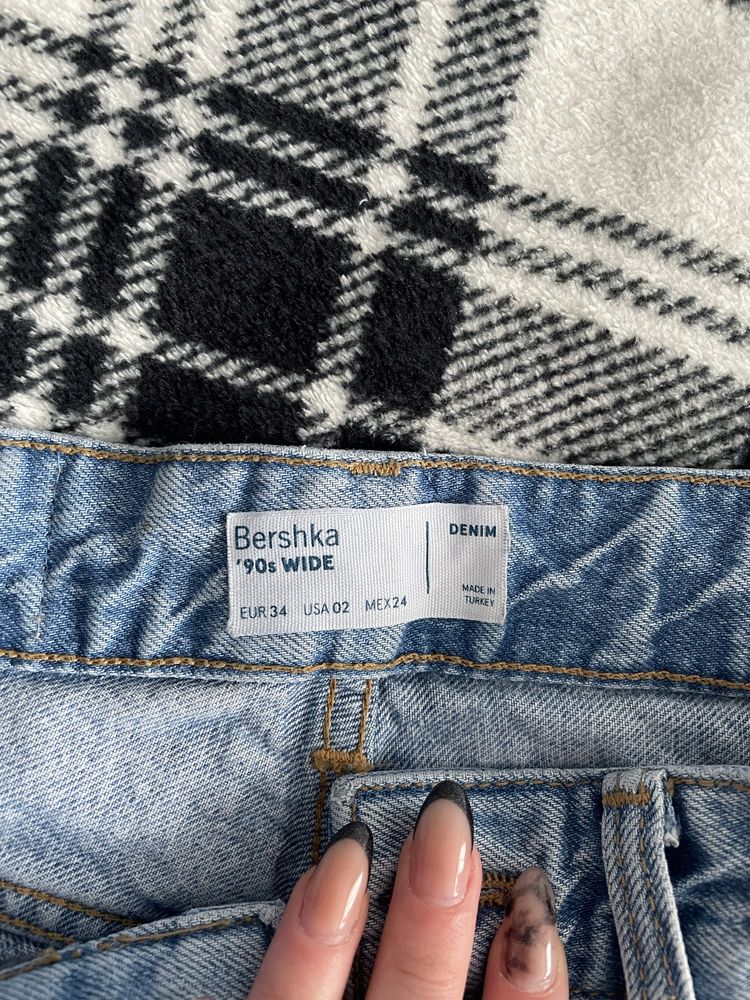 Bershka
'90s WIDE
EUR 34 USA 02 MEX 24
DENIM
MADE IN
TURKEY